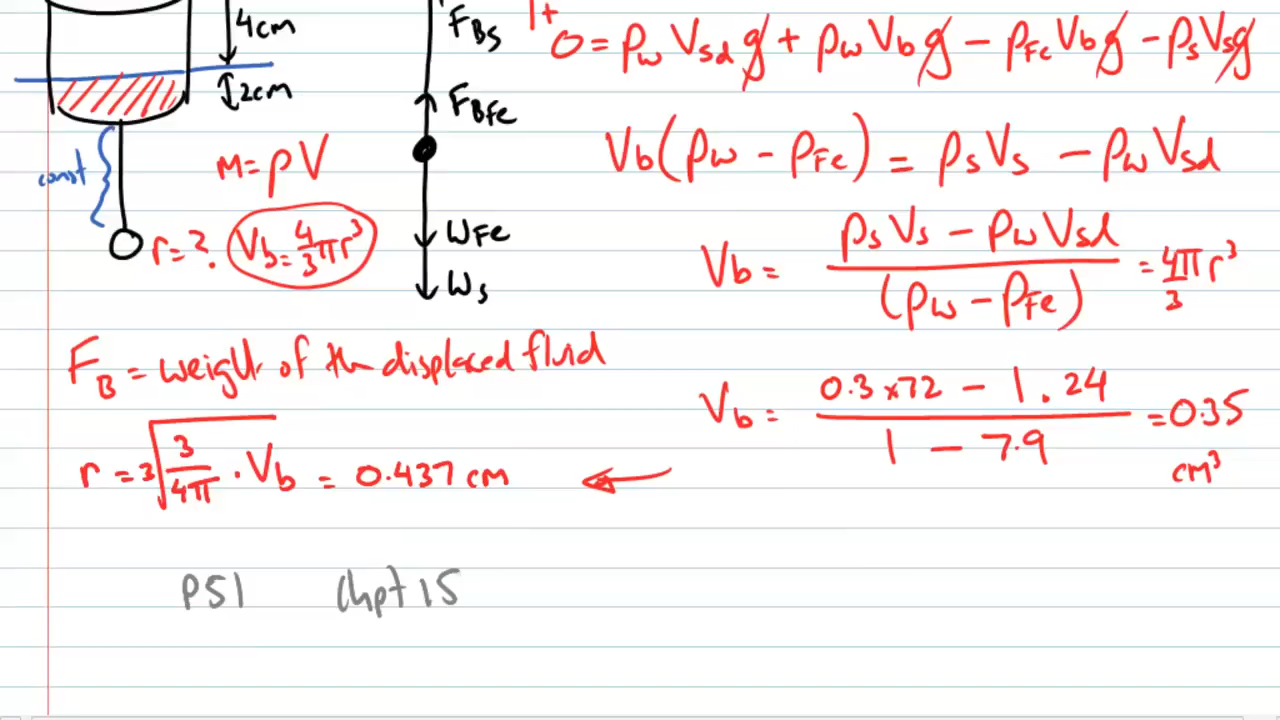 4cm
2cm
const
m = ρV
r = ? V_b = 4/3 πr³
F_Bs
F_BFe
W_Fe
W_s
1+
0 = ρ_w V_sd g + ρ_w V_b g − ρ_Fe V_b g − ρ_s V_s g
V_b(ρ_w − ρ_Fe) = ρ_s V_s − ρ_w V_sd
V_b = (ρ_s V_s − ρ_w V_sd) / (ρ_w − ρ_Fe) = 4π/3 r³
F_B = weight of the displaced fluid
V_b = (0.3 × 72 − 1 . 24) / (1 − 7.9) = 0.35 cm³
r = ³√(3/4π · V_b) = 0.437 cm
P51 Chpt 15